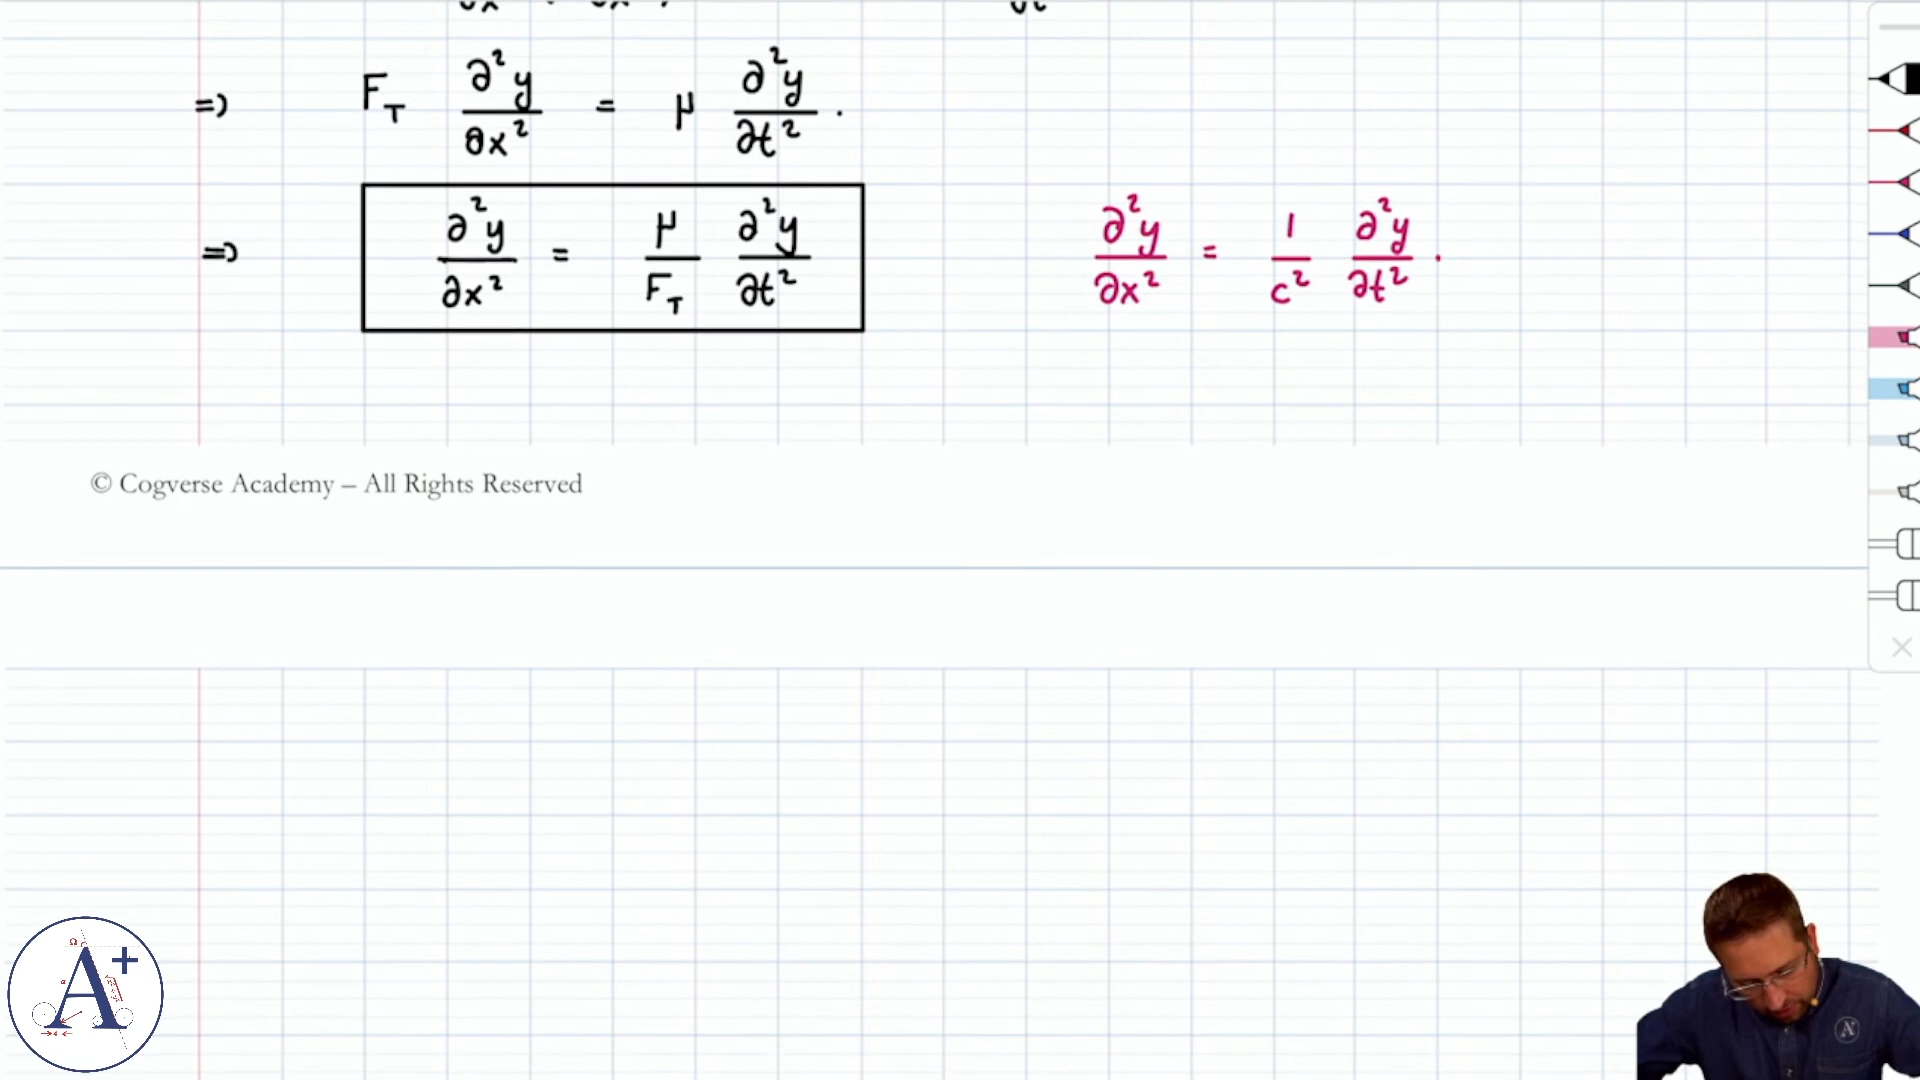 =) F_T ∂²y/∂x² = μ ∂²y/∂t² .
=) ∂²y/∂x² = μ/F_T ∂²y/∂t²
∂²y/∂x² = 1/c² ∂²y/∂t² .
© Cogverse Academy – All Rights Reserved
A+
A